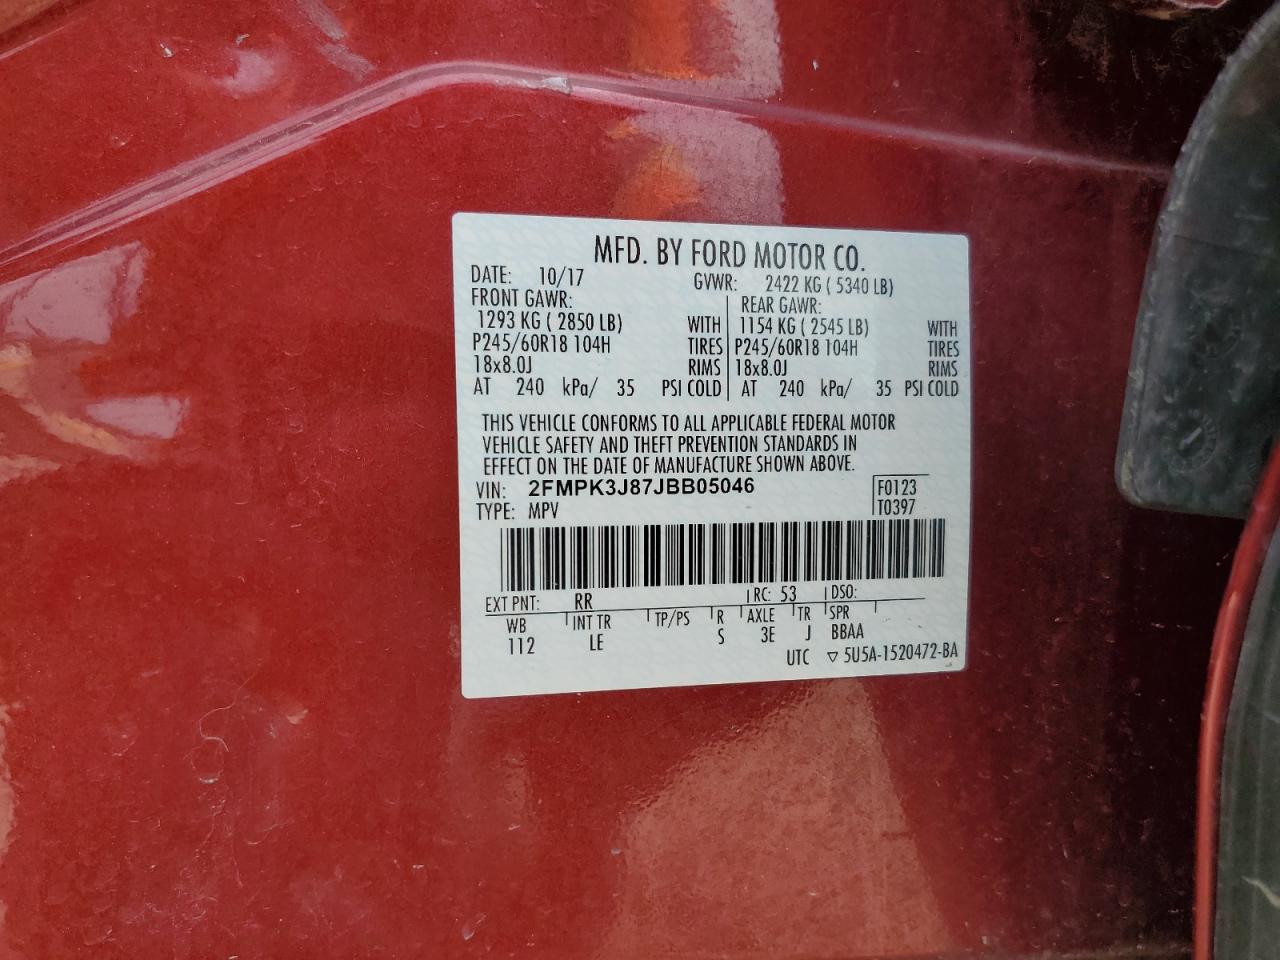 MFD. BY FORD MOTOR CO.
DATE: 10/17 GVWR: 2422 KG ( 5340 LB)
FRONT GAWR: REAR GAWR:
1293 KG ( 2850 LB) WITH 1154 KG ( 2545 LB) WITH
P245/60R18 104H TIRES P245/60R18 104H TIRES
18x8.0J RIMS 18x8.0J RIMS
AT 240 kPa/ 35 PSI COLD AT 240 kPa/ 35 PSI COLD
THIS VEHICLE CONFORMS TO ALL APPLICABLE FEDERAL MOTOR
VEHICLE SAFETY AND THEFT PREVENTION STANDARDS IN
EFFECT ON THE DATE OF MANUFACTURE SHOWN ABOVE.
VIN: 2FMPK3J87JBB05046 F0123
TYPE: MPV T0397
EXT PNT: RR RC: 53 DSO:
WB INT TR TP/PS R AXLE TR SPR
112 LE S 3E J BBAA
UTC ▽ 5U5A-1520472-BA